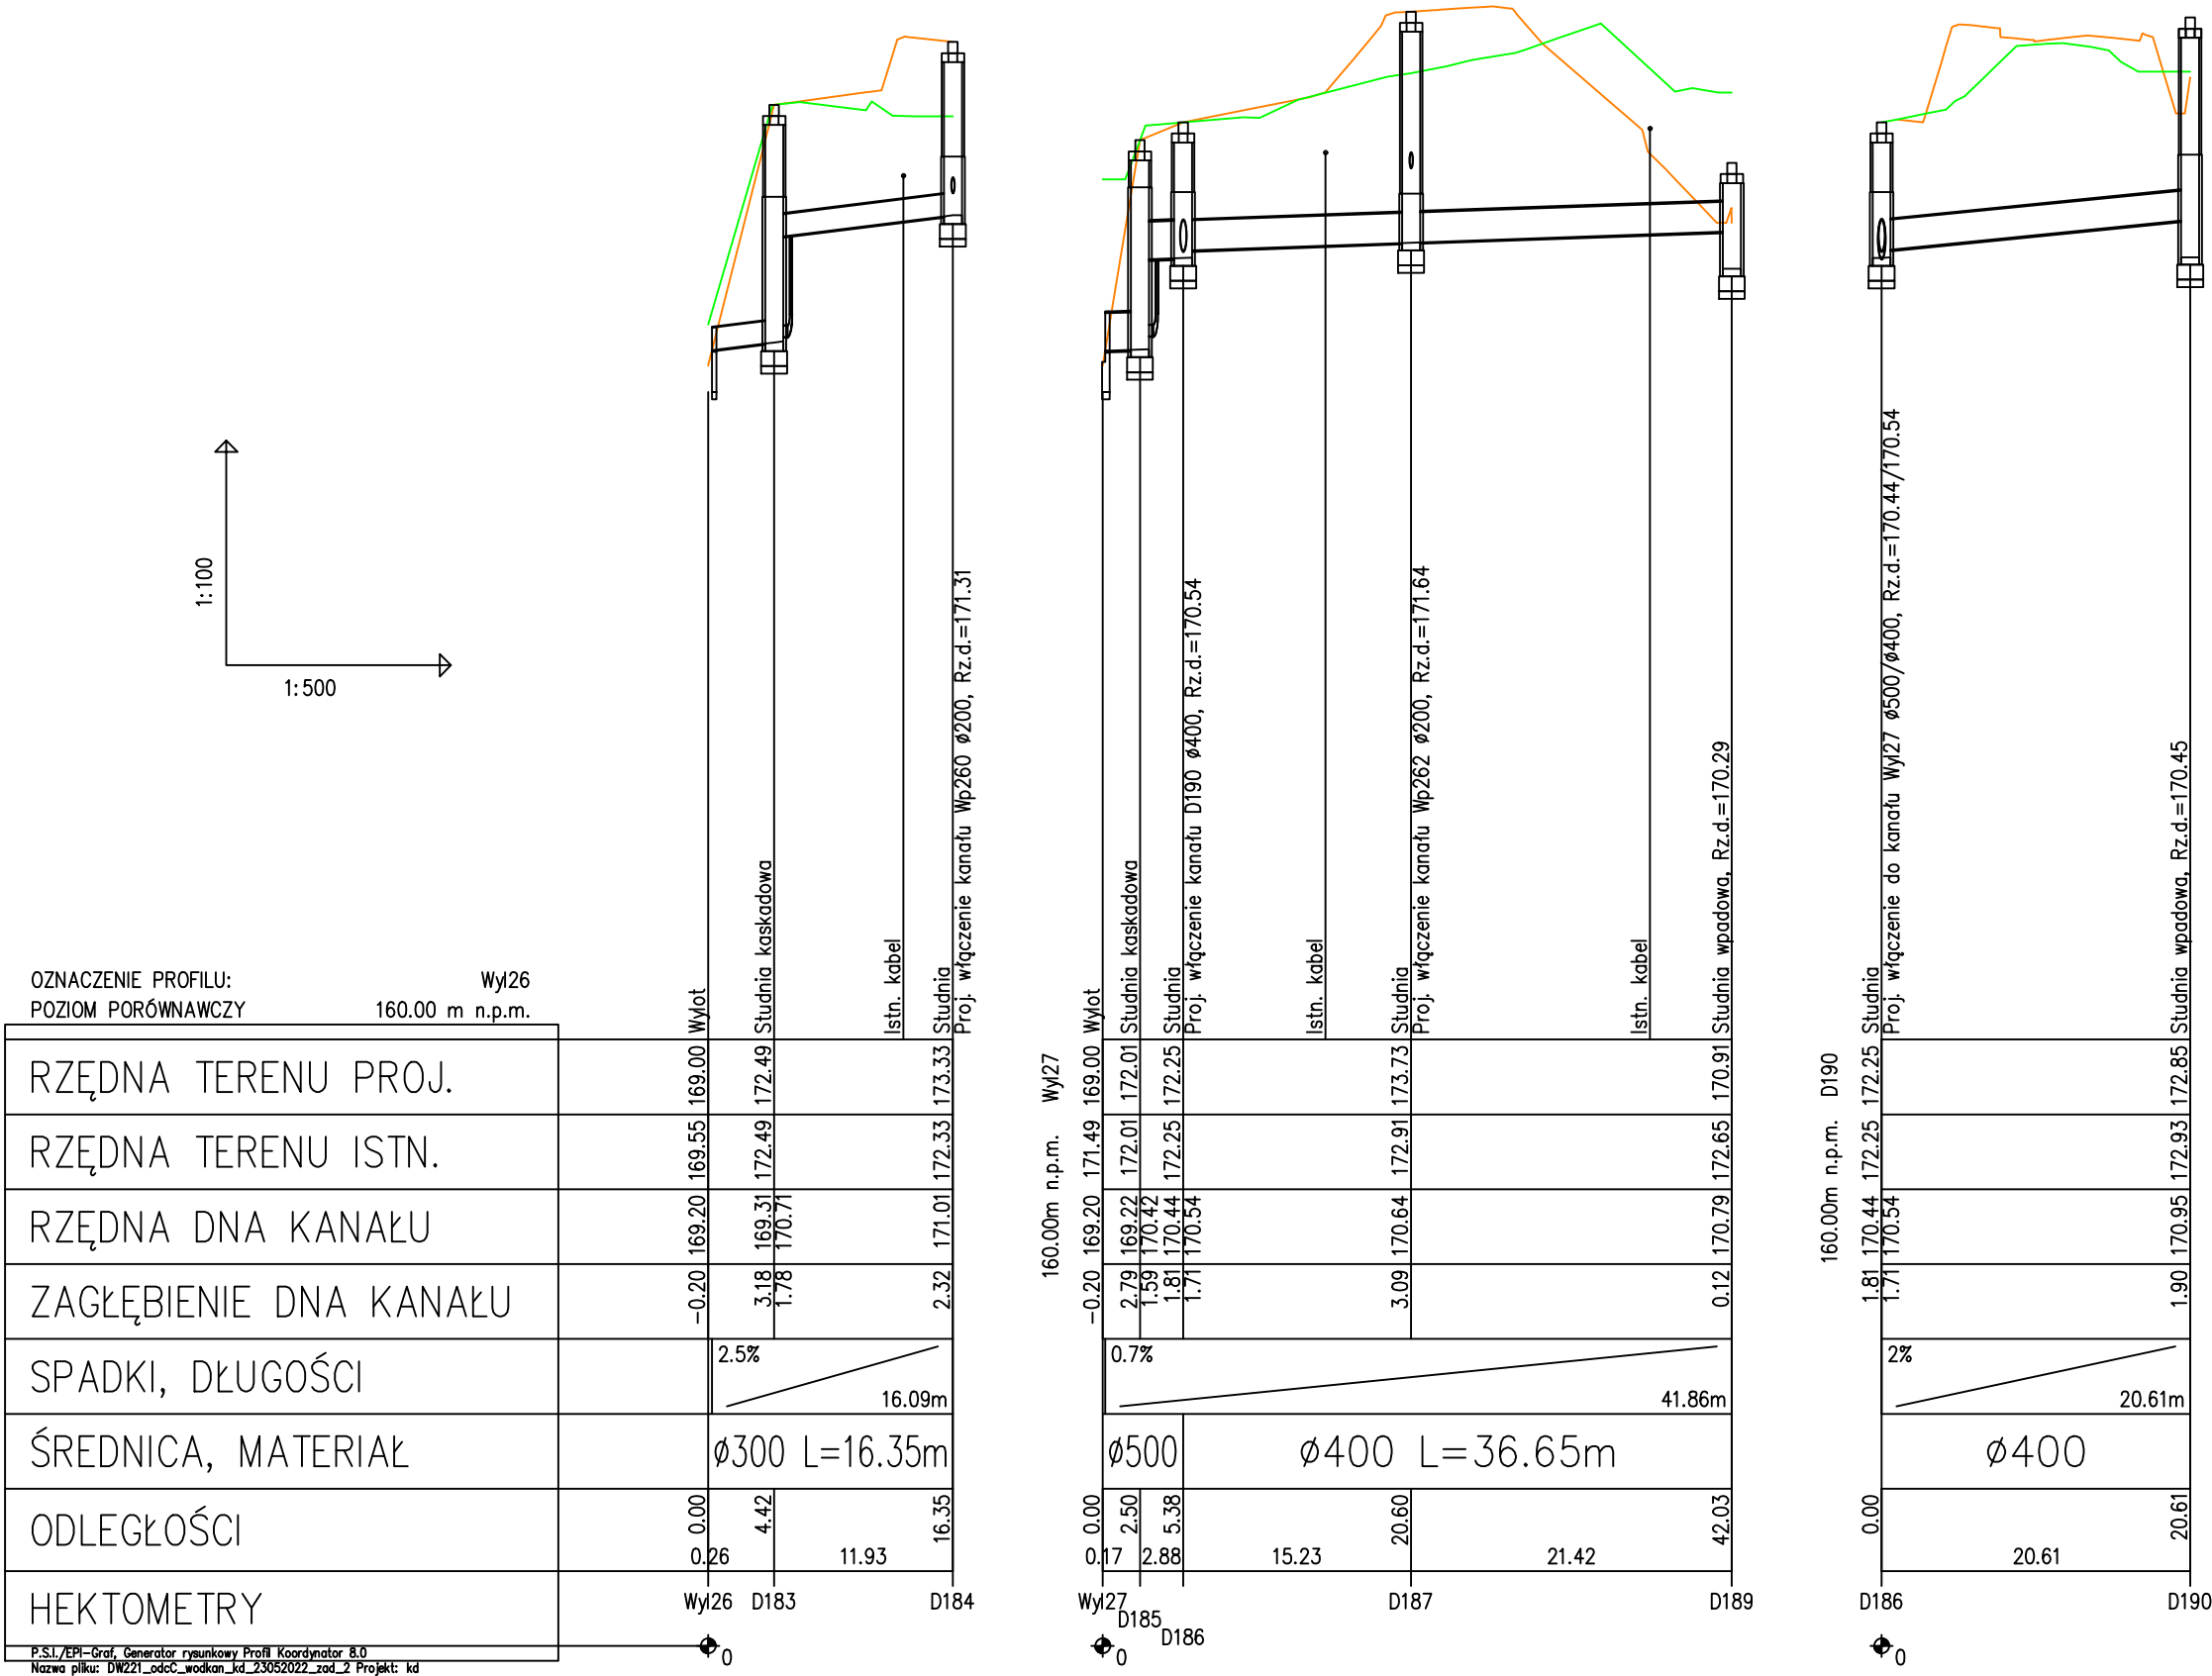 1:100
1:500
OZNACZENIE PROFILU: Wyl26
POZIOM PORÓWNAWCZY 160.00 m n.p.m.
Wylot
Studnia kaskadowa
Istn. kabel
Studnia
Proj. włączenie kanału Wp260 ø200, Rz.d.=171.31
Wylot
Studnia kaskadowa
Studnia
Proj. włączenie kanału D190 ø400, Rz.d.=170.54
Istn. kabel
Studnia
Proj. włączenie kanału Wp262 ø200, Rz.d.=171.64
Istn. kabel
Studnia wpadowa, Rz.d.=170.29
Studnia
Proj. włączenie do kanału Wyl27 ø500/ø400, Rz.d.=170.44/170.54
Studnia wpadowa, Rz.d.=170.45
160.00m n.p.m. Wyl27
160.00m n.p.m. D190
RZĘDNA TERENU PROJ.
169.00 172.49 173.33 169.00 172.01 172.25 173.73 170.91 172.25 172.85
RZĘDNA TERENU ISTN.
169.55 172.49 172.33 171.49 172.01 172.25 172.91 172.65 172.25 172.93
RZĘDNA DNA KANAŁU
169.20 169.31 170.71 171.01 169.20 169.22 170.42 170.44 170.54 170.64 170.79 170.44 170.54 170.95
ZAGŁĘBIENIE DNA KANAŁU
-0.20 3.18 1.78 2.32 -0.20 2.79 1.59 1.81 1.71 3.09 0.12 1.81 1.71 1.90
SPADKI, DŁUGOŚCI
2.5% 16.09m 0.7% 41.86m 2% 20.61m
ŚREDNICA, MATERIAŁ
ø300 L=16.35m ø500 ø400 L=36.65m ø400
ODLEGŁOŚCI
0.00 4.42 16.35 0.00 2.50 5.38 20.60 42.03 0.00 20.61
0.26 11.93 0.17 2.88 15.23 21.42 20.61
HEKTOMETRY
Wyl26 D183 D184 Wyl27 D185 D186 D187 D189 D186 D190
0 0 0
P.S.I./EPI-Graf, Generator rysunkowy Profil Koordynator 8.0
Nazwa pliku: DW221_odcC_wodkan_kd_23052022_zad_2 Projekt: kd